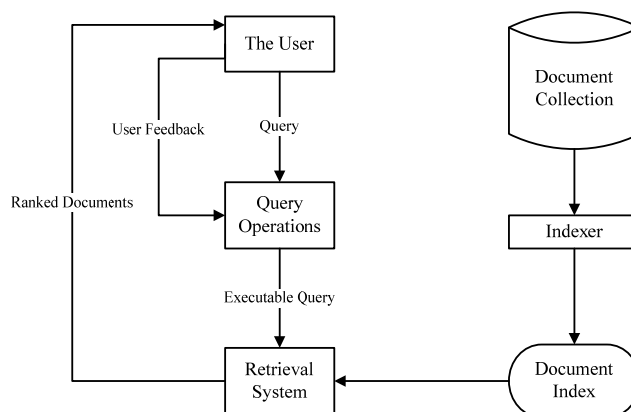 The User
Document
Collection
User Feedback
Query
Ranked Documents
Query
Operations
Indexer
Executable Query
Retrieval
System
Document
Index